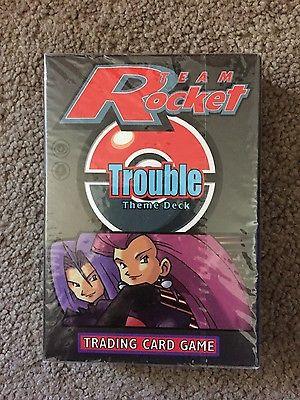 TEAM
Rocket
Trouble
Theme Deck
TRADING CARD GAME